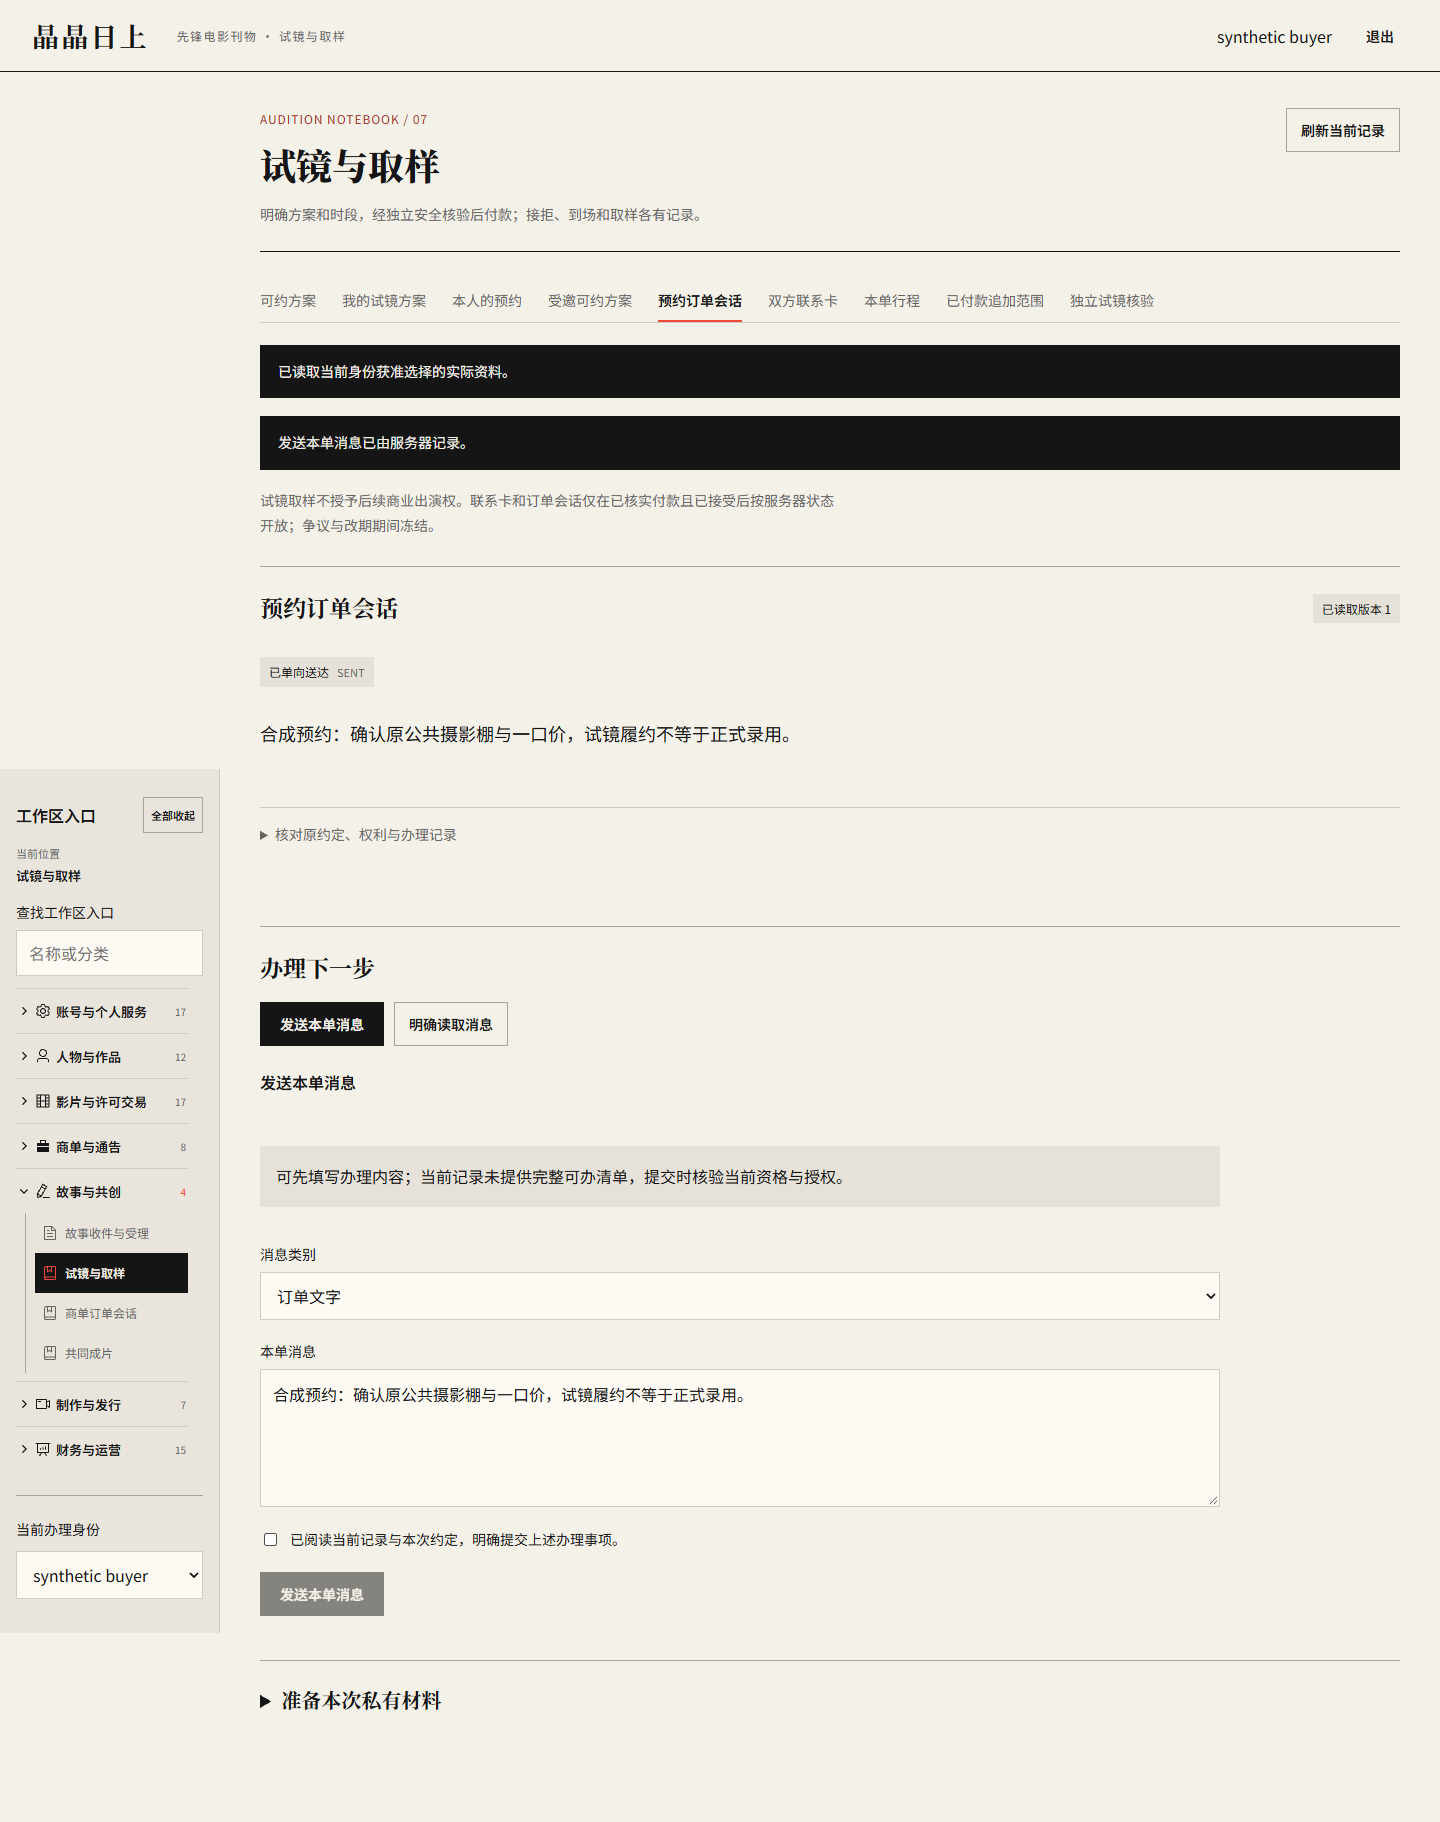 晶晶日上
先锋电影刊物 • 试镜与取样
synthetic buyer
退出
AUDITION NOTEBOOK / 07
试镜与取样
明确方案和时段，经独立安全核验后付款；接拒、到场和取样各有记录。
刷新当前记录
可约方案 我的试镜方案 本人的预约 受邀可约方案 预约订单会话 双方联系卡 本单行程 已付款追加范围 独立试镜核验
已读取当前身份获准选择的实际资料。
发送本单消息已由服务器记录。
试镜取样不授予后续商业出演权。联系卡和订单会话仅在已核实付款且已接受后按服务器状态
开放；争议与改期期间冻结。
预约订单会话
已读取版本 1
已单向送达 SENT
合成预约：确认原公共摄影棚与一口价，试镜履约不等于正式录用。
核对原约定、权利与办理记录
办理下一步
发送本单消息 明确读取消息
发送本单消息
可先填写办理内容；当前记录未提供完整可办清单，提交时核验当前资格与授权。
消息类别
订单文字
本单消息
合成预约：确认原公共摄影棚与一口价，试镜履约不等于正式录用。
已阅读当前记录与本次约定，明确提交上述办理事项。
发送本单消息
准备本次私有材料
工作区入口
全部收起
当前位置
试镜与取样
查找工作区入口
名称或分类
账号与个人服务 17
人物与作品 12
影片与许可交易 17
商单与通告 8
故事与共创 4
故事收件与受理
试镜与取样
商单订单会话
共同成片
制作与发行 7
财务与运营 15
当前办理身份
synthetic buyer